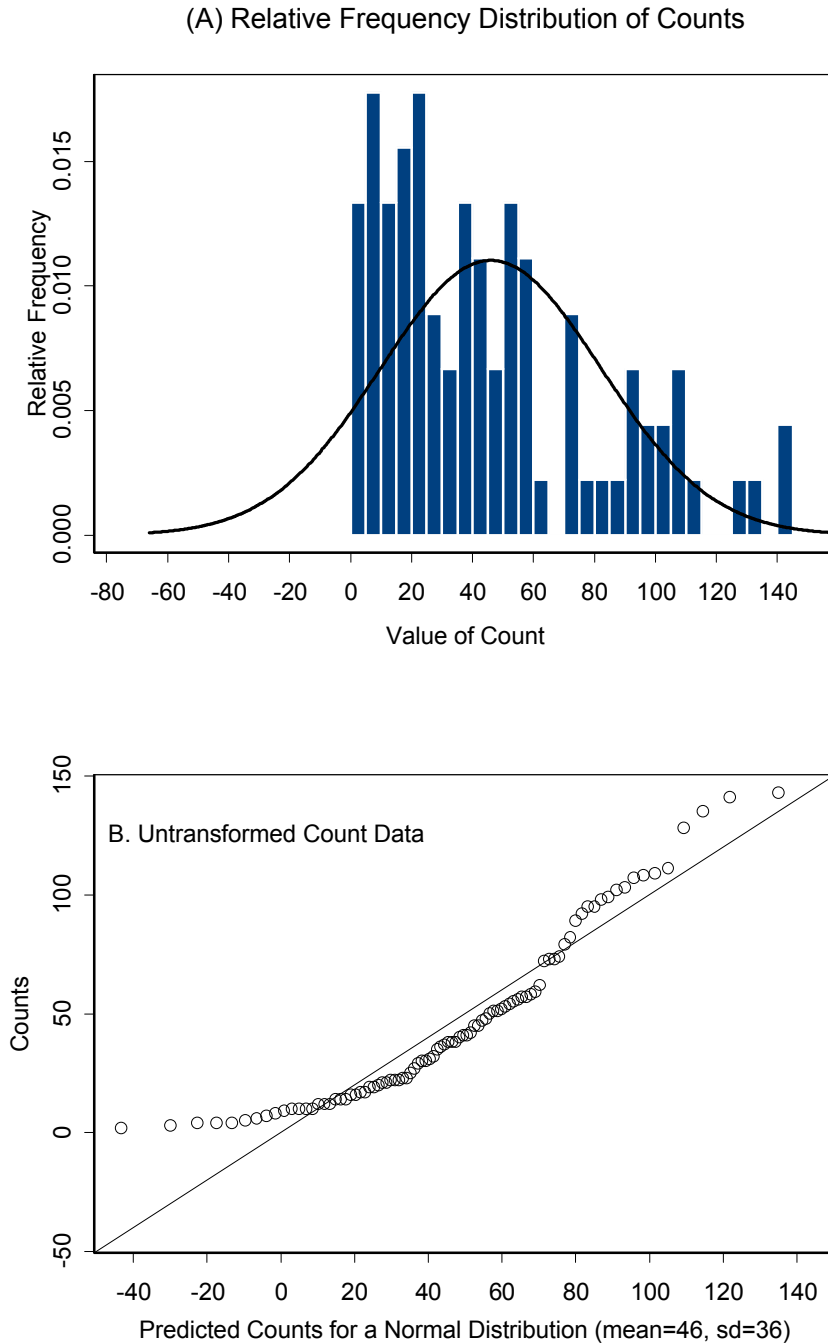 (A) Relative Frequency Distribution of Counts
Relative Frequency
0.015
0.010
0.005
0.000
-80 -60 -40 -20 0 20 40 60 80 100 120 140
Value of Count
B. Untransformed Count Data
Counts
150
100
50
0
-50
-40 -20 0 20 40 60 80 100 120 140
Predicted Counts for a Normal Distribution (mean=46, sd=36)